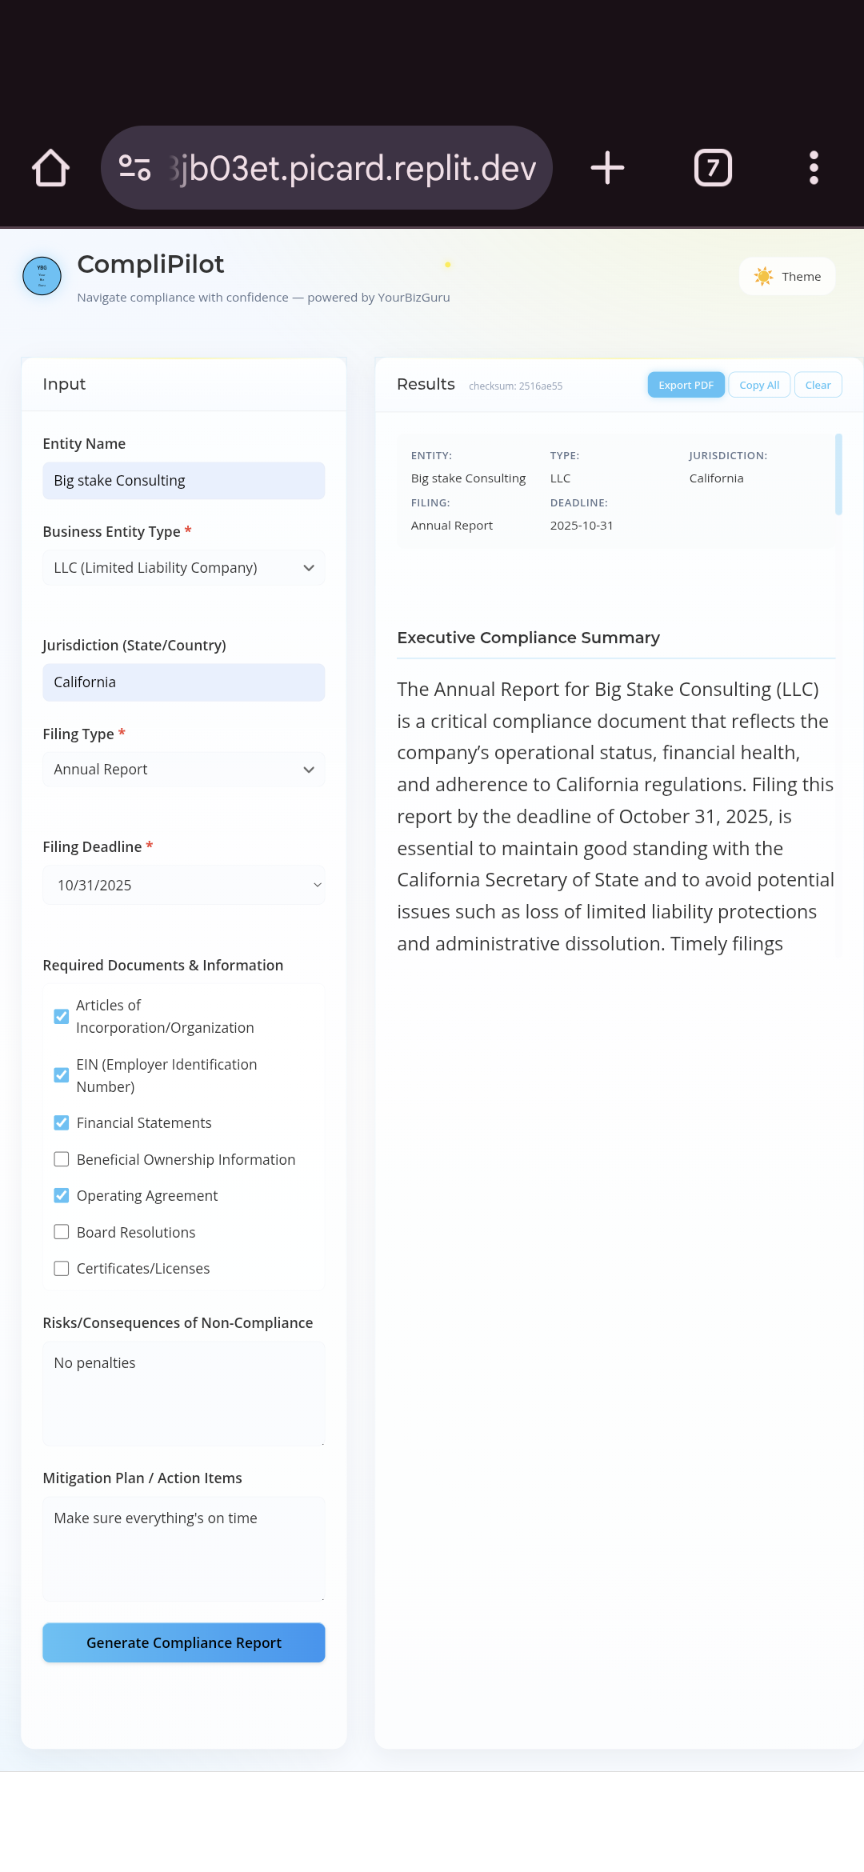 3jb03et.picard.replit.dev
7
CompliPilot
Navigate compliance with confidence — powered by YourBizGuru
Theme
Input
Entity Name
Big stake Consulting
Business Entity Type *
LLC (Limited Liability Company)
Jurisdiction (State/Country)
California
Filing Type *
Annual Report
Filing Deadline *
10/31/2025
Required Documents & Information
Articles of
Incorporation/Organization
EIN (Employer Identification
Number)
Financial Statements
Beneficial Ownership Information
Operating Agreement
Board Resolutions
Certificates/Licenses
Risks/Consequences of Non-Compliance
No penalties
Mitigation Plan / Action Items
Make sure everything's on time
Generate Compliance Report
Results checksum: 2516ae55 Export PDF Copy All Clear
ENTITY: TYPE: JURISDICTION:
Big stake Consulting LLC California
FILING: DEADLINE:
Annual Report 2025-10-31
Executive Compliance Summary
The Annual Report for Big Stake Consulting (LLC)
is a critical compliance document that reflects the
company’s operational status, financial health,
and adherence to California regulations. Filing this
report by the deadline of October 31, 2025, is
essential to maintain good standing with the
California Secretary of State and to avoid potential
issues such as loss of limited liability protections
and administrative dissolution. Timely filings